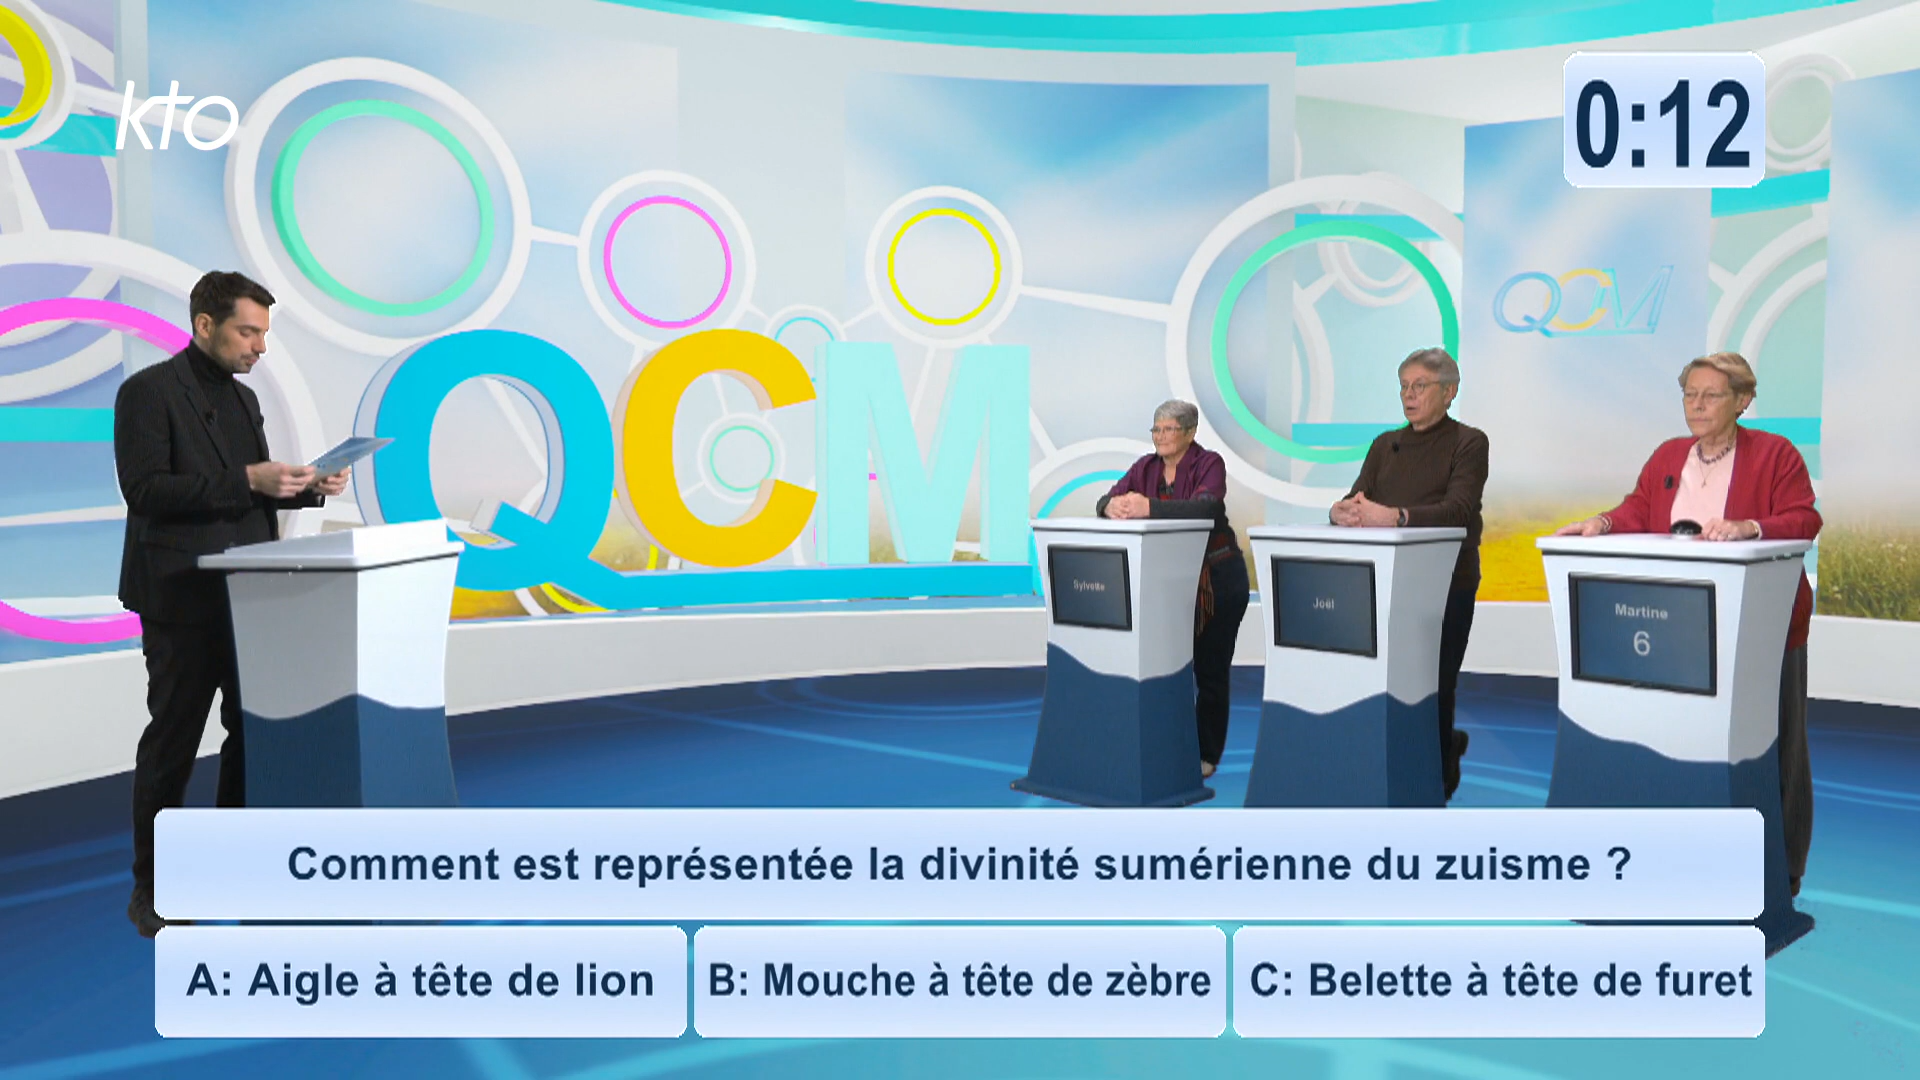 kto
0:12
QCM
QCM
Sylvette
Joël
Martine
6
Comment est représentée la divinité sumérienne du zuisme ?
A: Aigle à tête de lion
B: Mouche à tête de zèbre
C: Belette à tête de furet